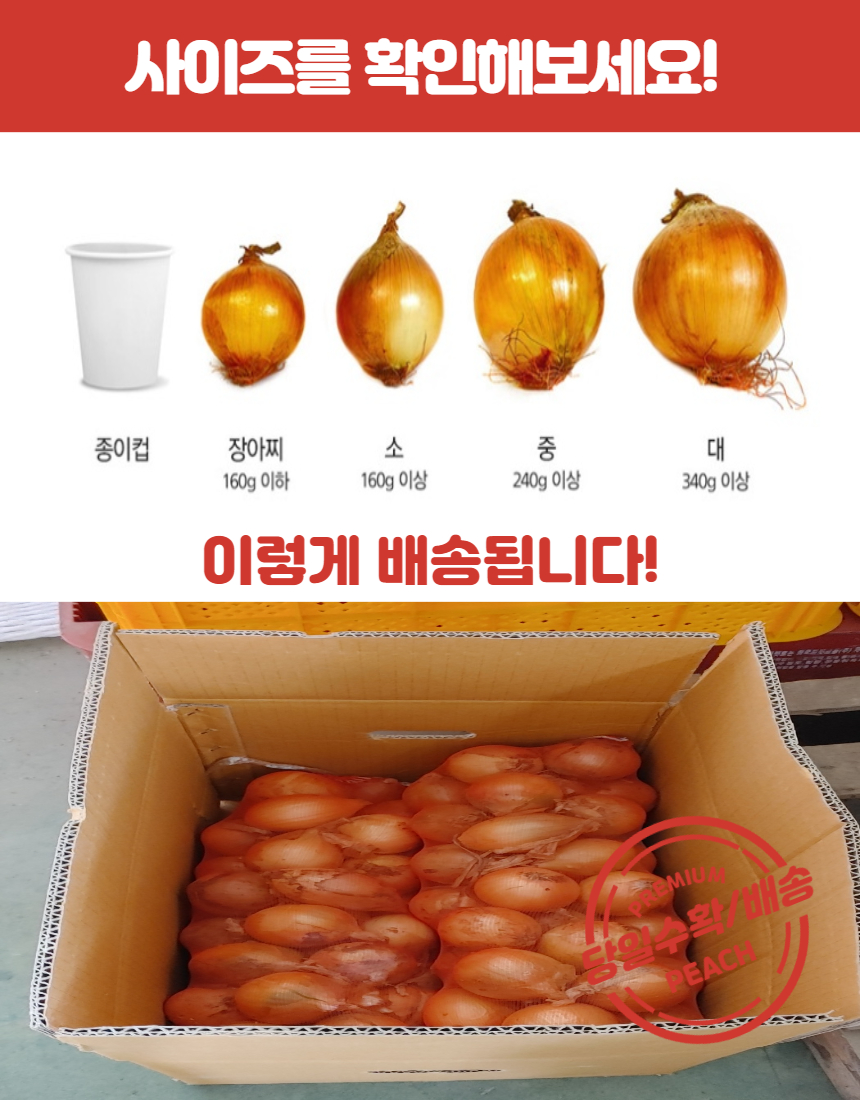 사이즈를 확인해보세요!
종이컵 장아찌 소 중 대
160g 이하 160g 이상 240g 이상 340g 이상
이렇게 배송됩니다!
PREMIUM
당일수확/배송
PEACH